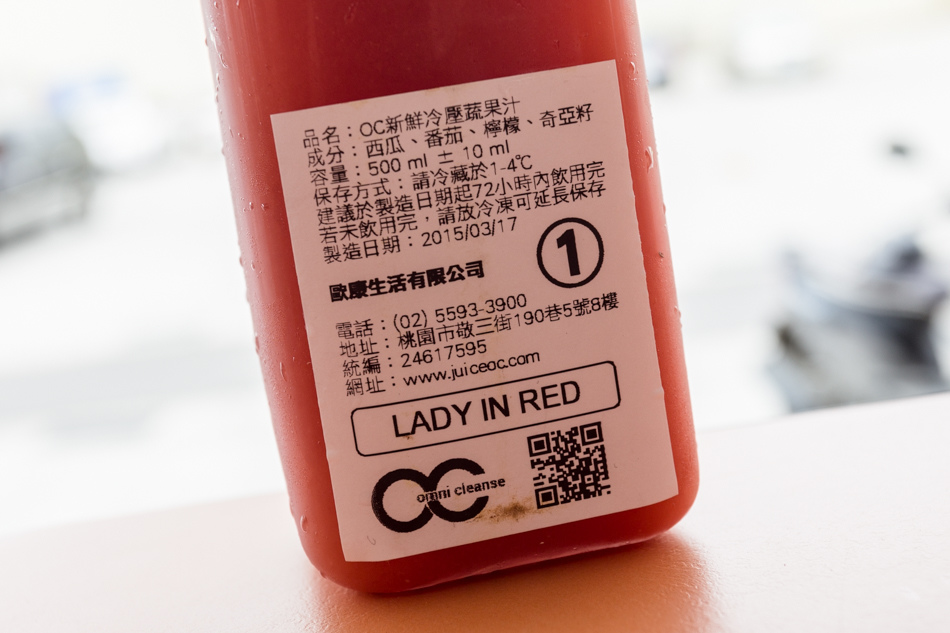 品名：OC新鮮冷壓蔬果汁
成分：西瓜、番茄、檸檬、奇亞籽
容量：500 ml ± 10 ml
保存方式：請冷藏於1-4℃
建議於製造日期起72小時內飲用完
若未飲用完，請放冷凍可延長保存
製造日期：2015/03/17
1
歐康生活有限公司
電話：(02) 5593-3900
地址：桃園市敬三街190巷5號8樓
統編：24617595
網址：www.juiceoc.com
LADY IN RED
OC
omni cleanse